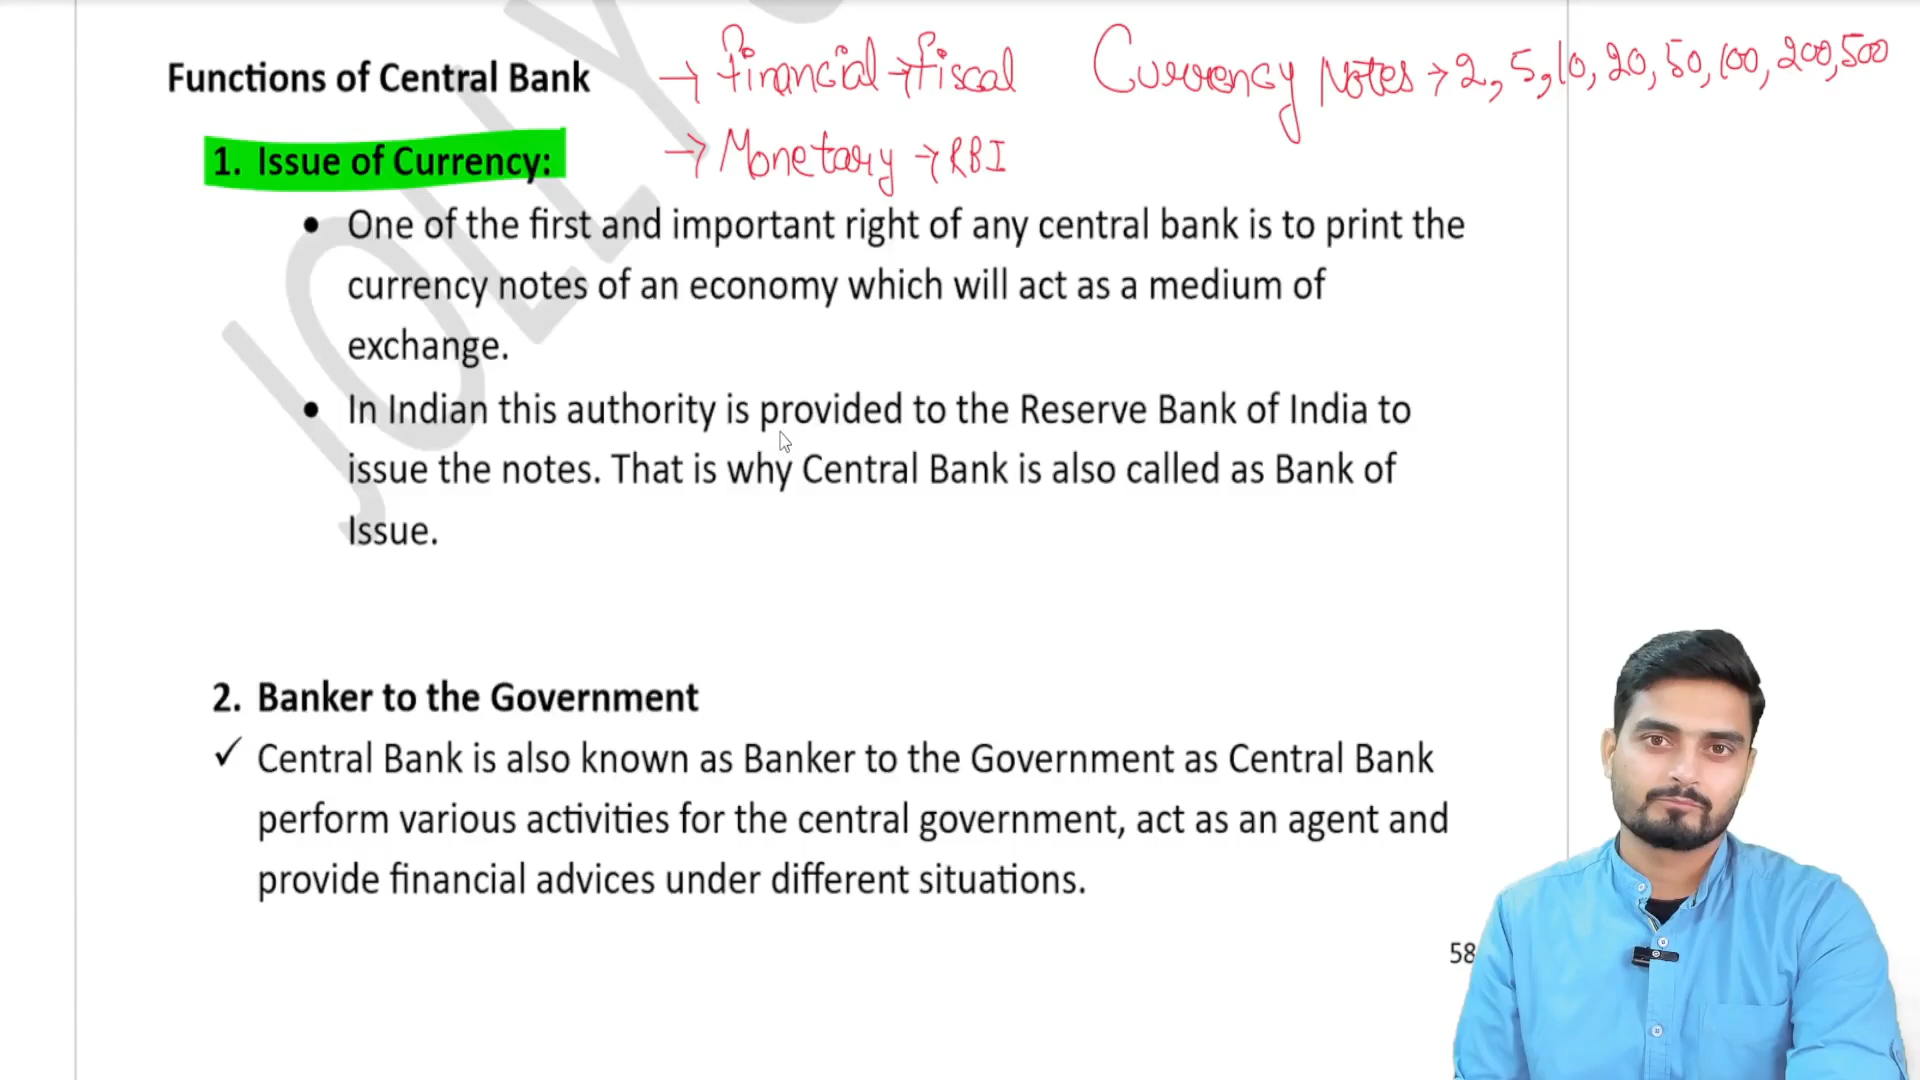 Functions of Central Bank → Financial → Fiscal Currency Notes → 2, 5, 10, 20, 50, 100, 200, 500
→ Monetary → RBI
1. Issue of Currency:
• One of the first and important right of any central bank is to print the
currency notes of an economy which will act as a medium of
exchange.
• In Indian this authority is provided to the Reserve Bank of India to
issue the notes. That is why Central Bank is also called as Bank of
Issue.
2. Banker to the Government
✓ Central Bank is also known as Banker to the Government as Central Bank
perform various activities for the central government, act as an agent and
provide financial advices under different situations.
58
JOLLY